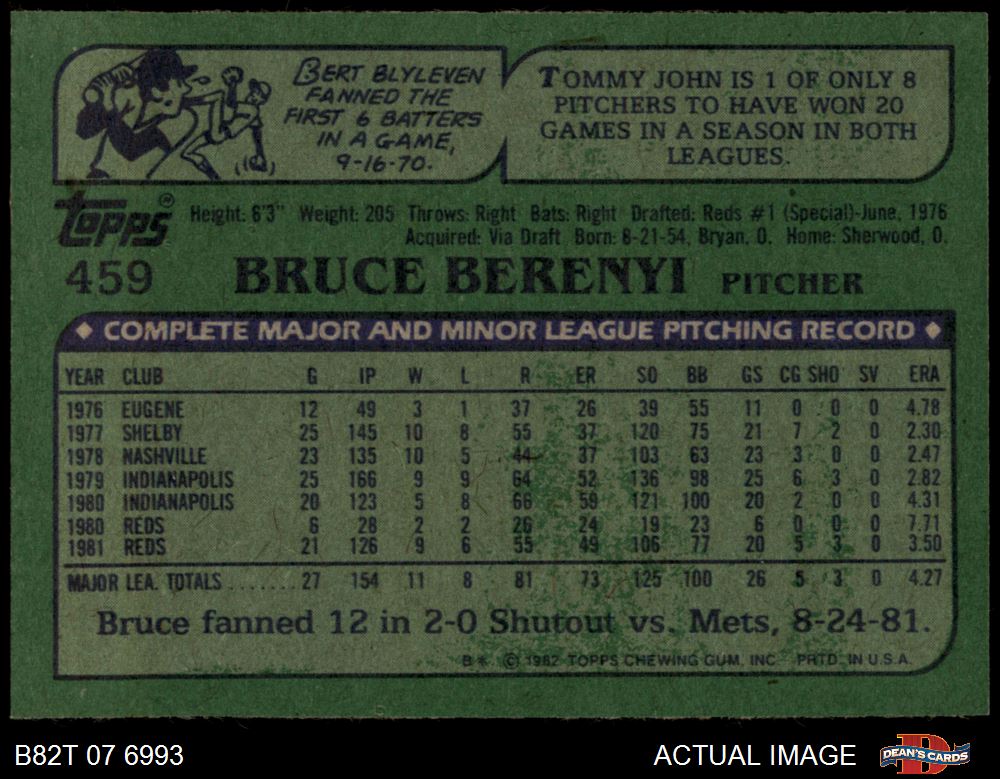 BERT BLYLEVEN
FANNED THE
FIRST 6 BATTERS
IN A GAME,
9-16-70.
TOMMY JOHN IS 1 OF ONLY 8
PITCHERS TO HAVE WON 20
GAMES IN A SEASON IN BOTH
LEAGUES.
topps®
Height: 6'3" Weight: 205 Throws: Right Bats: Right Drafted: Reds #1 (Special)-June, 1976
Acquired: Via Draft Born: 8-21-54, Bryan, O. Home: Sherwood, O.
459 BRUCE BERENYI PITCHER
◆ COMPLETE MAJOR AND MINOR LEAGUE PITCHING RECORD ◆
YEAR CLUB G IP W L R ER SO BB GS CG SHO SV ERA
1976 EUGENE 12 49 3 1 37 26 39 55 11 0 0 0 4.78
1977 SHELBY 25 145 10 8 55 37 120 75 21 7 2 0 2.30
1978 NASHVILLE 23 135 10 5 44 37 103 63 23 3 0 0 2.47
1979 INDIANAPOLIS 25 166 9 9 64 52 136 98 25 6 3 0 2.82
1980 INDIANAPOLIS 20 123 5 8 66 59 121 100 20 2 0 0 4.31
1980 REDS 6 28 2 2 26 24 19 23 6 0 0 0 7.71
1981 REDS 21 126 9 6 55 49 106 77 20 5 3 0 3.50
MAJOR LEA. TOTALS ........ 27 154 11 8 81 73 125 100 26 5 3 0 4.27
Bruce fanned 12 in 2-0 Shutout vs. Mets, 8-24-81.
B* © 1982 TOPPS CHEWING GUM, INC. PRTD. IN U.S.A.
B82T 07 6993
ACTUAL IMAGE
DEAN'S CARDS